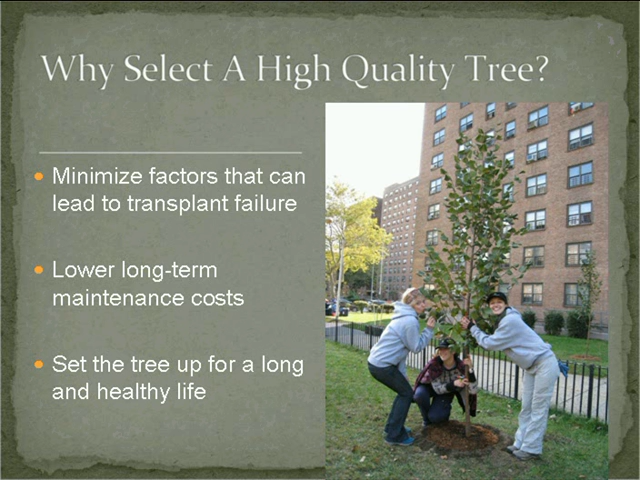 Why Select A High Quality Tree?
Minimize factors that can
lead to transplant failure
Lower long-term
maintenance costs
Set the tree up for a long
and healthy life